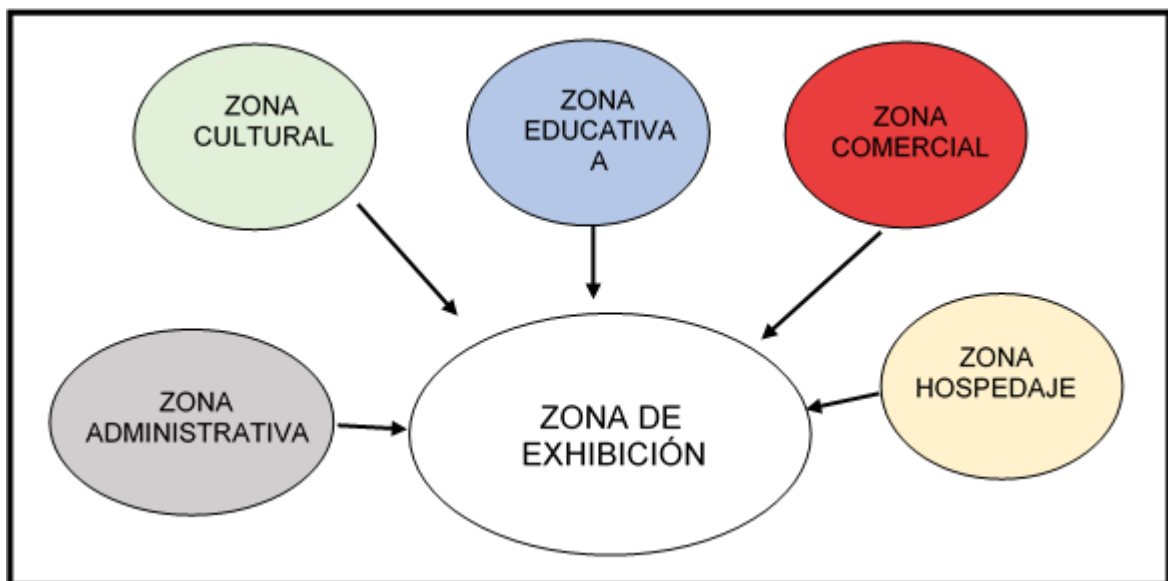 ZONA
CULTURAL
ZONA
EDUCATIVA
A
ZONA
COMERCIAL
ZONA
ADMINISTRATIVA
ZONA DE
EXHIBICIÓN
ZONA
HOSPEDAJE